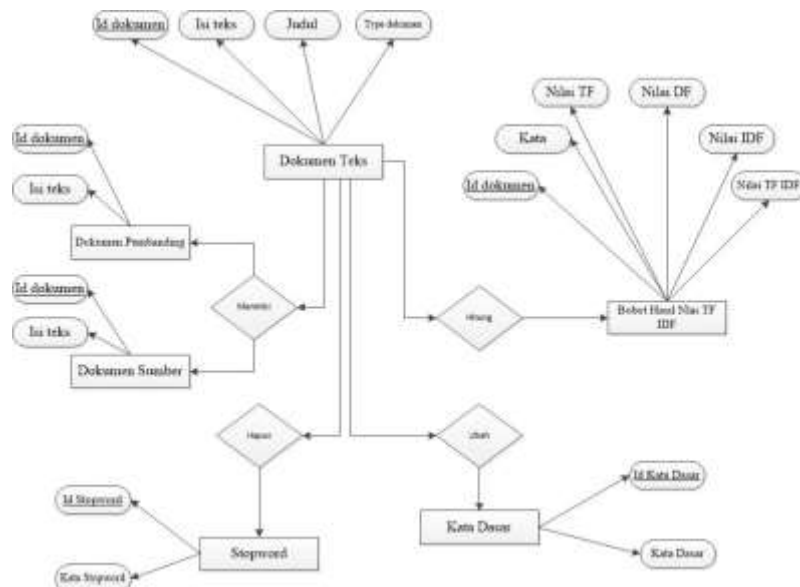 Id dokumen
Isi teks
Judul
Type dokumen
Nilai TF
Nilai DF
Id dokumen
Kata
Nilai IDF
Dokumen Teks
Isi teks
Id dokumen
Nilai TF IDF
Dokumen Pembanding
Id dokumen
Memiliki
Hitung
Bobot Hasil Nlas TF
IDF
Isi teks
Dokumen Sumber
Hapus
Ubah
Id Stopword
Id Kata Dasar
Kata Dasar
Stopword
Kata Stopword
Kata Dasar